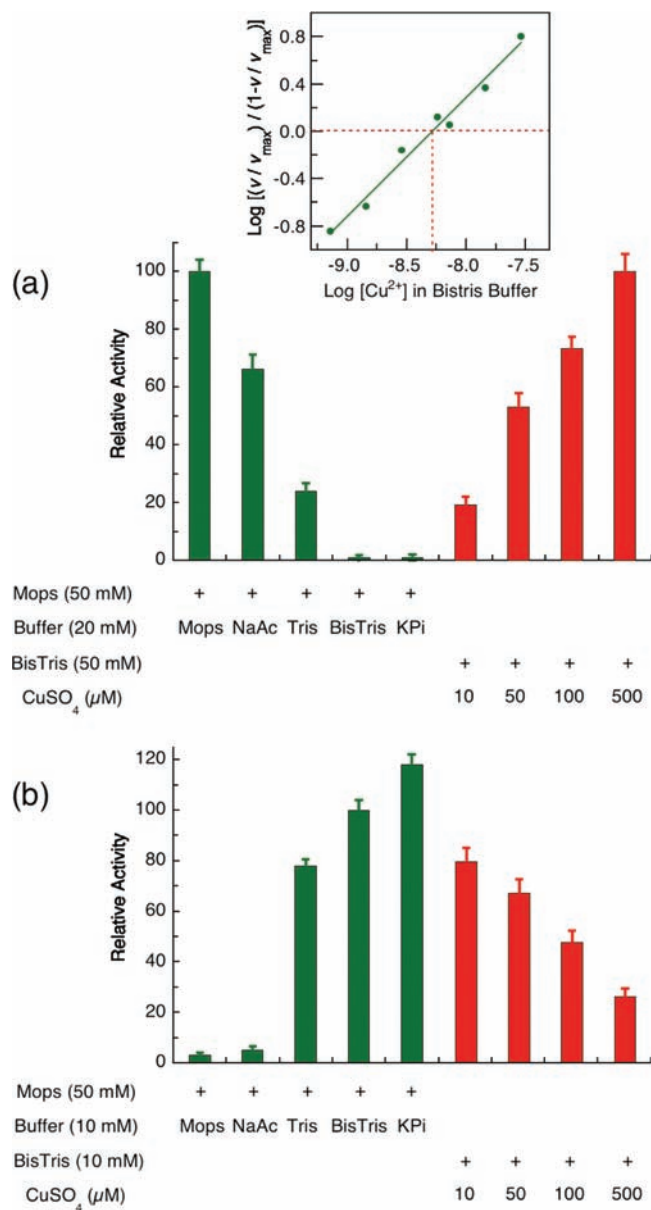 Log [(v / v_max) / (1-v / v_max)]
0.8
0.4
0.0
-0.4
-0.8
-9.0 -8.5 -8.0 -7.5
Log [Cu²⁺] in Bistris Buffer
(a)
Relative Activity
100
80
60
40
20
0
Mops (50 mM) + + + + +
Buffer (20 mM) Mops NaAc Tris BisTris KPi
BisTris (50 mM) + + + +
CuSO₄ (µM) 10 50 100 500
(b)
Relative Activity
120
100
80
60
40
20
0
Mops (50 mM) + + + + +
Buffer (10 mM) Mops NaAc Tris BisTris KPi
BisTris (10 mM) + + + +
CuSO₄ (µM) 10 50 100 500